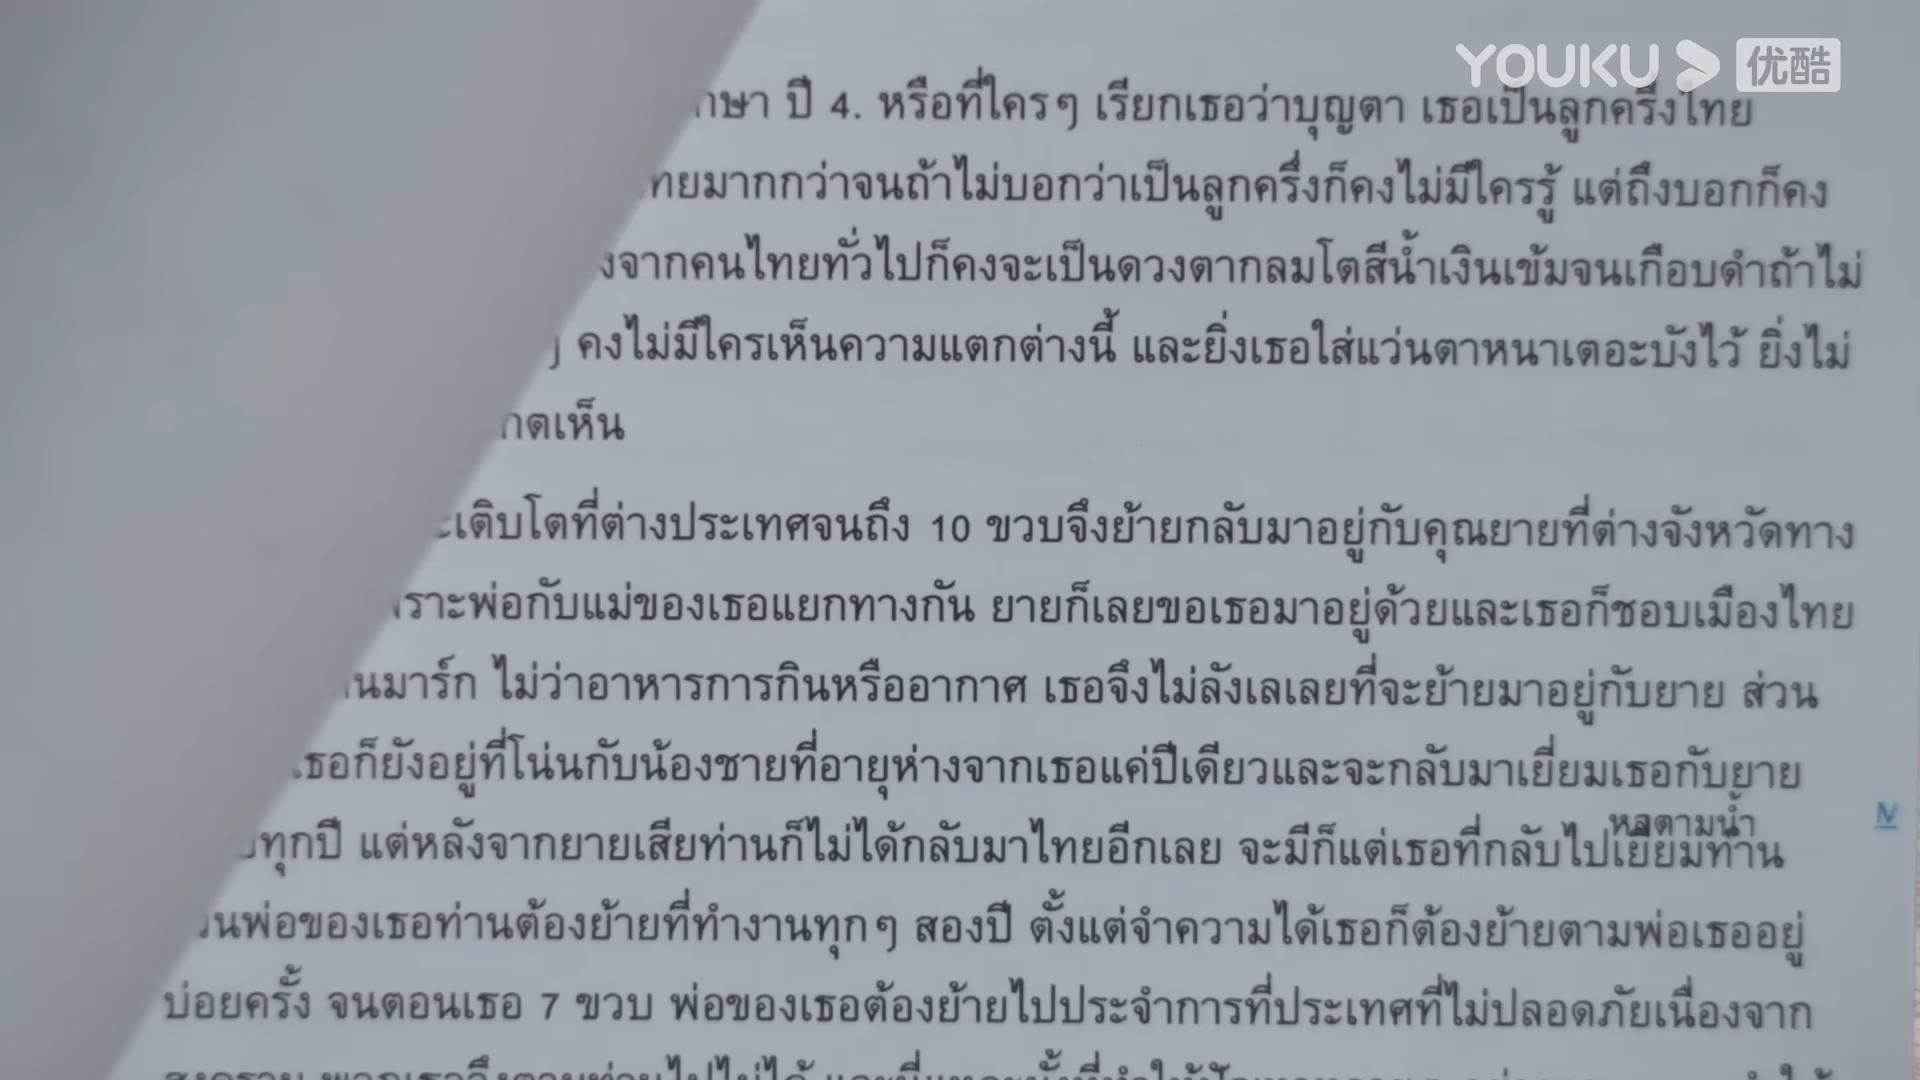 YOUKU 优酷
กษา ปี 4. หรือที่ใครๆ เรียกเธอว่าบุญตา เธอเป็นลูกครึ่งไทย
ทยมากกว่าจนถ้าไม่บอกว่าเป็นลูกครึ่งก็คงไม่มีใครรู้ แต่ถึงบอกก็คง
งจากคนไทยทั่วไปก็คงจะเป็นดวงตากลมโตสีน้ำเงินเข้มจนเกือบดำถ้าไม่
ๆ คงไม่มีใครเห็นความแตกต่างนี้ และยิ่งเธอใส่แว่นตาหนาเตอะบังไว้ ยิ่งไม่
กตเห็น
ะเติบโตที่ต่างประเทศจนถึง 10 ขวบจึงย้ายกลับมาอยู่กับคุณยายที่ต่างจังหวัดทาง
ราะพ่อกับแม่ของเธอแยกทางกัน ยายก็เลยขอเธอมาอยู่ด้วยและเธอก็ชอบเมืองไทย
นมาร์ก ไม่ว่าอาหารการกินหรืออากาศ เธอจึงไม่ลังเลเลยที่จะย้ายมาอยู่กับยาย ส่วน
เธอก็ยังอยู่ที่โน่นกับน้องชายที่อายุห่างจากเธอแค่ปีเดียวและจะกลับมาเยี่ยมเธอกับยาย
ทุกปี แต่หลังจากยายเสียท่านก็ไม่ได้กลับมาไทยอีกเลย จะมีก็แต่เธอที่กลับไปเยี่ยมท่าน
วนพ่อของเธอท่านต้องย้ายที่ทำงานทุกๆ สองปี ตั้งแต่จำความได้เธอก็ต้องย้ายตามพ่อเธออยู่
บ่อยครั้ง จนตอนเธอ 7 ขวบ พ่อของเธอต้องย้ายไปประจำการที่ประเทศที่ไม่ปลอดภัยเนื่องจาก